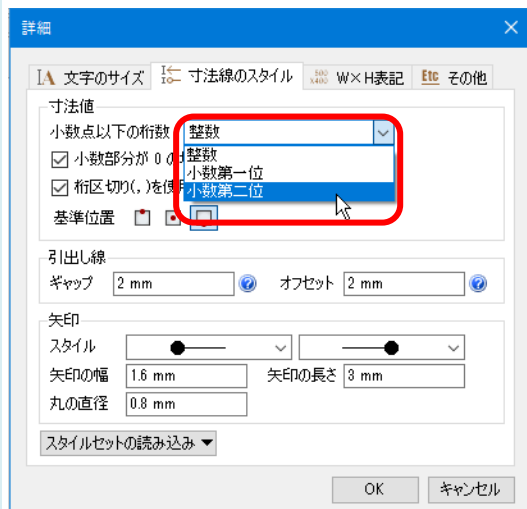 詳細
IA 文字のサイズ 寸法線のスタイル 500 x400 W×H表記 Etc その他
寸法値
小数点以下の桁数 整数
整数
小数部分が 0 の
小数第一位
桁区切り(,)を使
小数第二位
基準位置
引出し線
ギャップ 2 mm ? オフセット 2 mm ?
矢印
スタイル
矢印の幅 1.6 mm 矢印の長さ 3 mm
丸の直径 0.8 mm
スタイルセットの読み込み
OK キャンセル